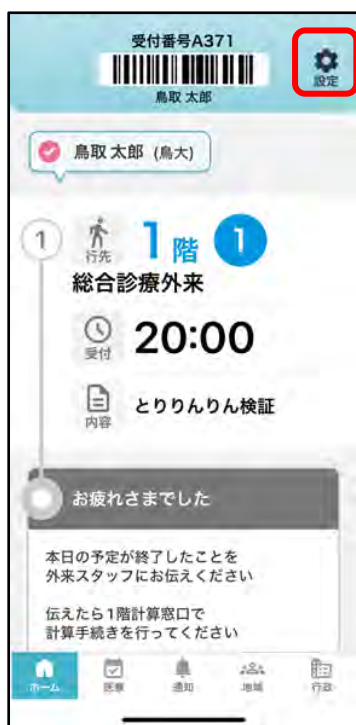 受付番号A371
設定
鳥取 太郎
鳥取 太郎 (鳥大)
1
行先
1階 1
総合診療外来
受付
20:00
内容
とりりんりん検証
お疲れさまでした
本日の予定が終了したことを
外来スタッフにお伝えください
伝えたら1階計算窓口で
計算手続きを行ってください
ホーム 医療 通知 地域 行政